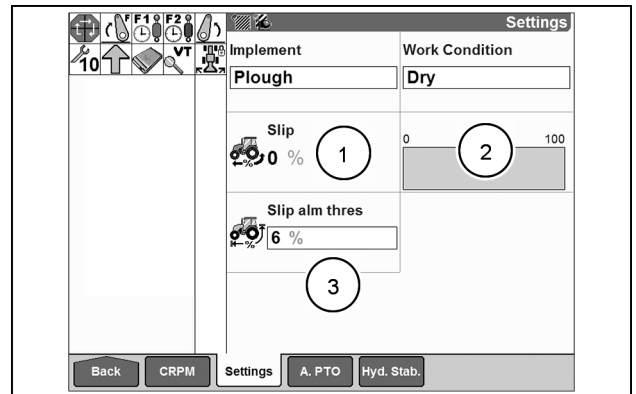 F F1 F2 Settings
10 VT
Implement Work Condition
Plough Dry
Slip
0 % 1
0 100
2
Slip alm thres
6 %
3
Back CRPM Settings A. PTO Hyd. Stab.